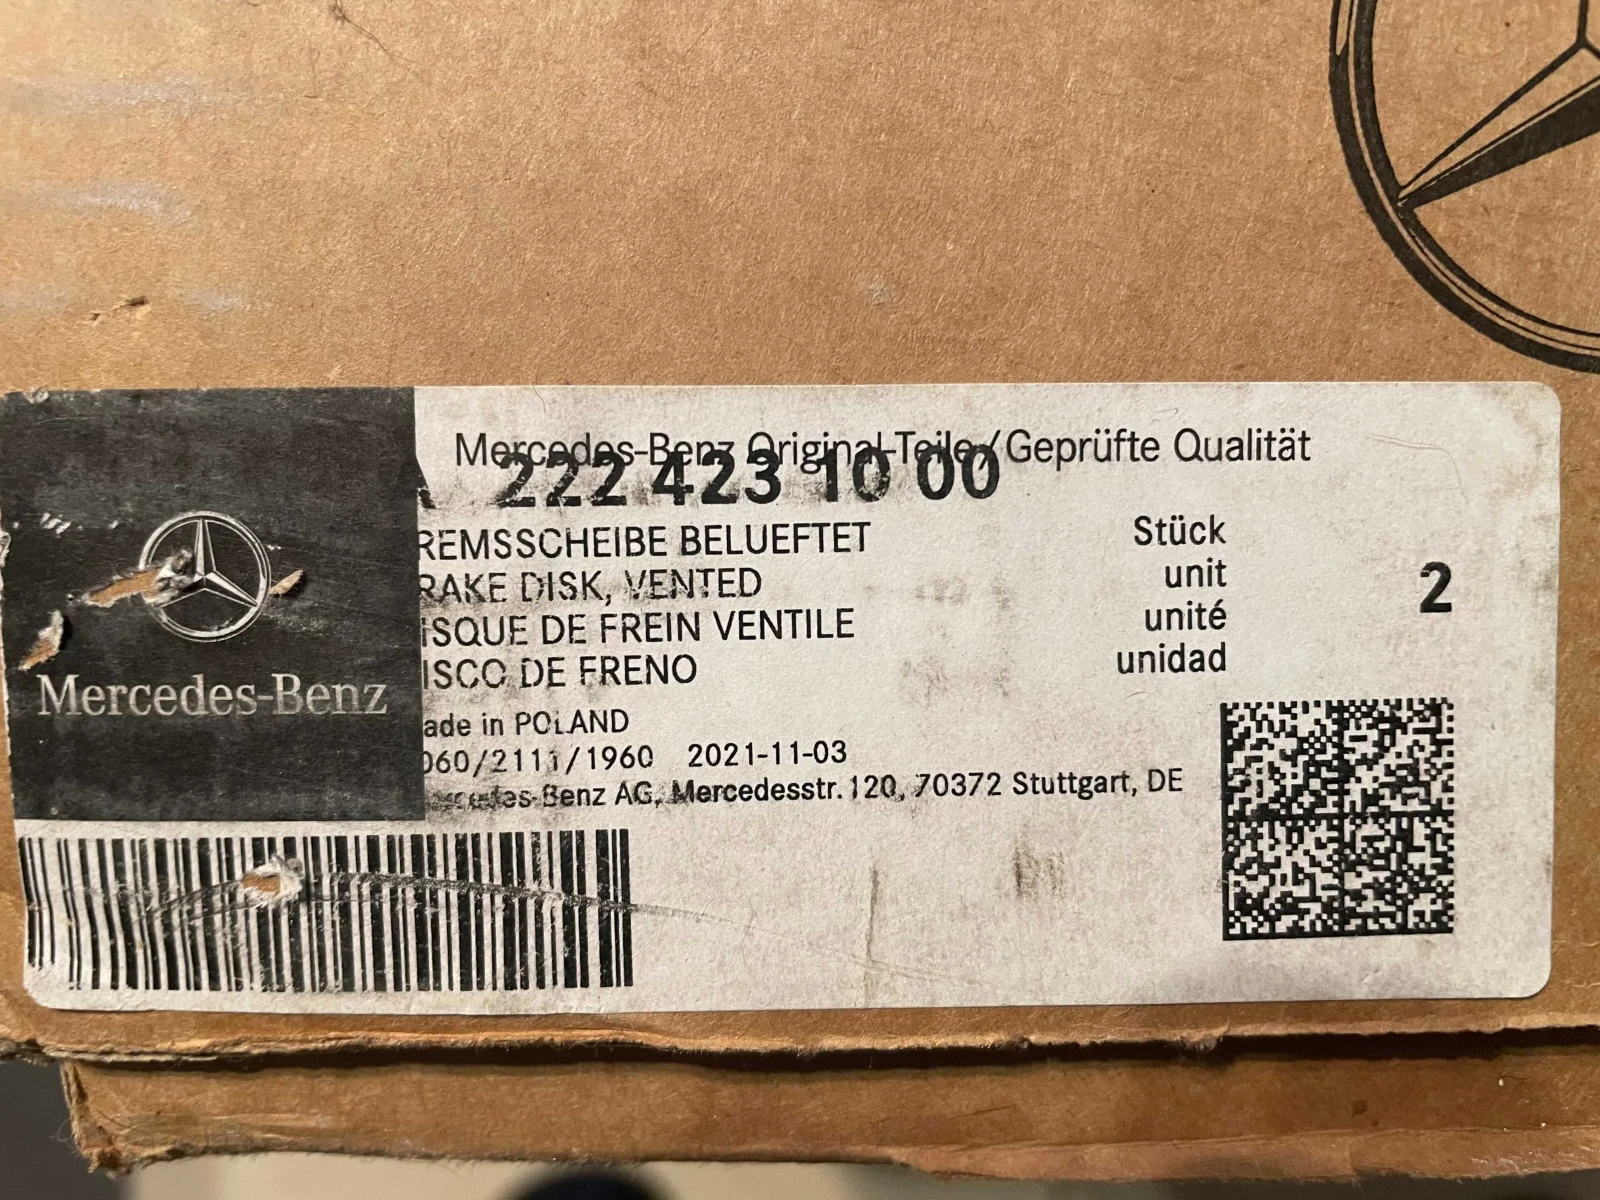 Mercedes-Benz Original-Teile/Geprüfte Qualität
A 222 423 10 00
REMSSCHEIBE BELUEFTET
RAKE DISK, VENTED
ISQUE DE FREIN VENTILE
ISCO DE FRENO
Stück
unit
unité
unidad
2
Mercedes-Benz
ade in POLAND
060/2111/1960 2021-11-03
Mercedes-Benz AG, Mercedesstr. 120, 70372 Stuttgart, DE